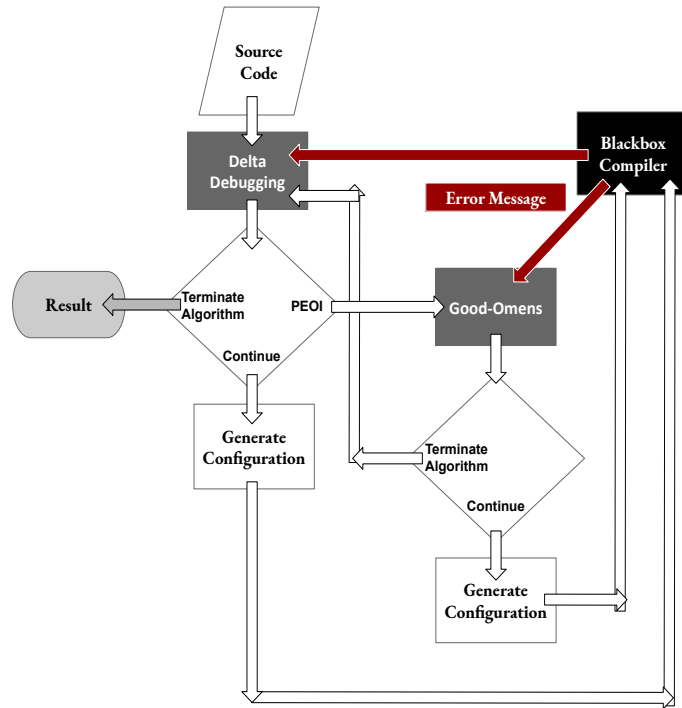 Source
Code
Blackbox
Compiler
Delta
Debugging
Error Message
Result
Terminate
Algorithm
PEOI
Good-Omens
Continue
Generate
Configuration
Terminate
Algorithm
Continue
Generate
Configuration